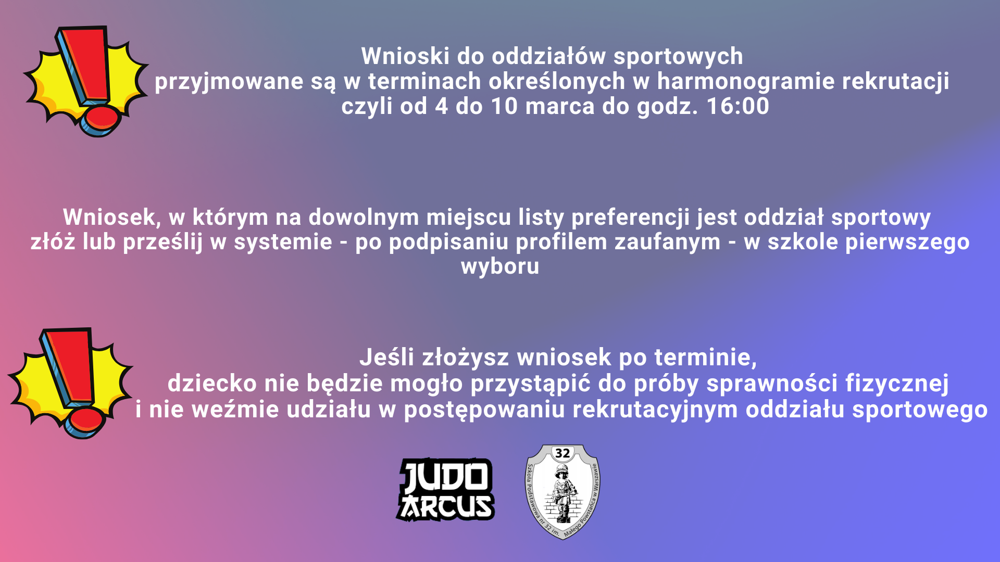 Wnioski do oddziałów sportowych
przyjmowane są w terminach określonych w harmonogramie rekrutacji
czyli od 4 do 10 marca do godz. 16:00
Wniosek, w którym na dowolnym miejscu listy preferencji jest oddział sportowy
złóż lub prześlij w systemie - po podpisaniu profilem zaufanym - w szkole pierwszego
wyboru
Jeśli złożysz wniosek po terminie,
dziecko nie będzie mogło przystąpić do próby sprawności fizycznej
i nie weźmie udziału w postępowaniu rekrutacyjnym oddziału sportowego
JUDO
ARCUS
32
Szkoła Podstawowa nr 32 im. Małego Powstańca w Warszawie